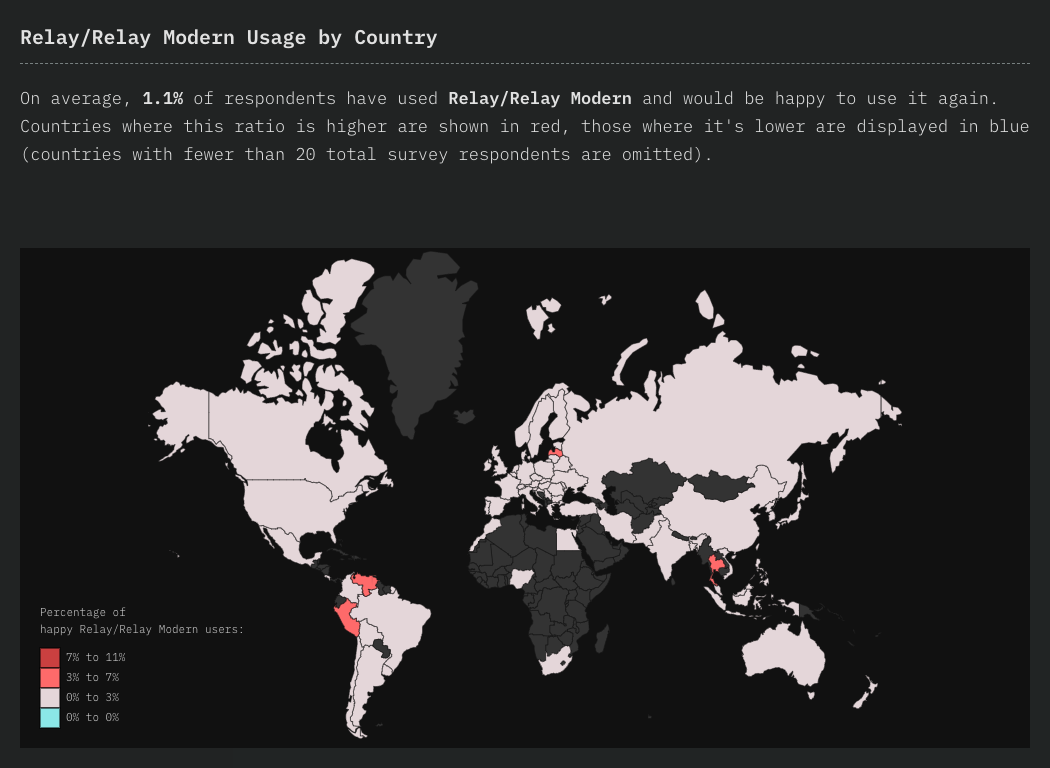 Relay/Relay Modern Usage by Country
On average, 1.1% of respondents have used Relay/Relay Modern and would be happy to use it again.
Countries where this ratio is higher are shown in red, those where it's lower are displayed in blue
(countries with fewer than 20 total survey respondents are omitted).
Percentage of
happy Relay/Relay Modern users:
7% to 11%
3% to 7%
0% to 3%
0% to 0%